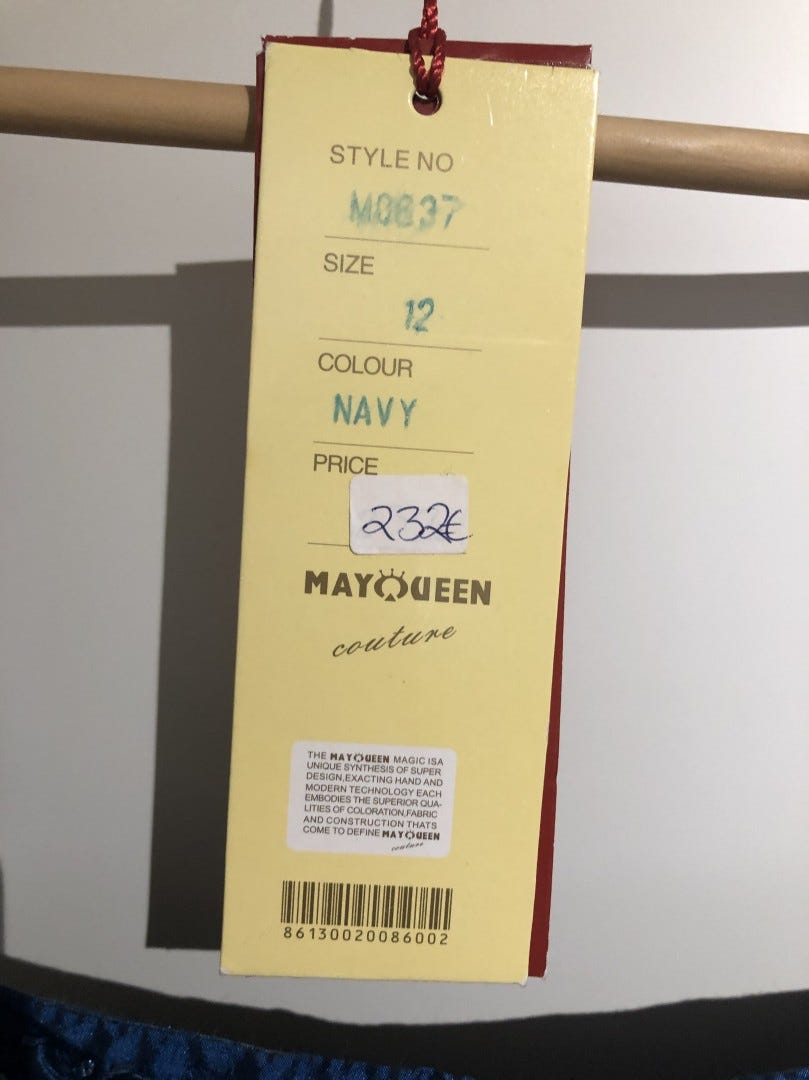 STYLE NO
M0837
SIZE
12
COLOUR
NAVY
PRICE
232€
MAYQUEEN
couture
THE MAYQUEEN MAGIC ISA
UNIQUE SYNTHESIS OF SUPER
DESIGN,EXACTING HAND AND
MODERN TECHNOLOGY EACH
EMBODIES THE SUPERIOR QUA-
LITIES OF COLORATION,FABRIC
AND CONSTRUCTION THATS
COME TO DEFINE MAYQUEEN
couture
86130020086002